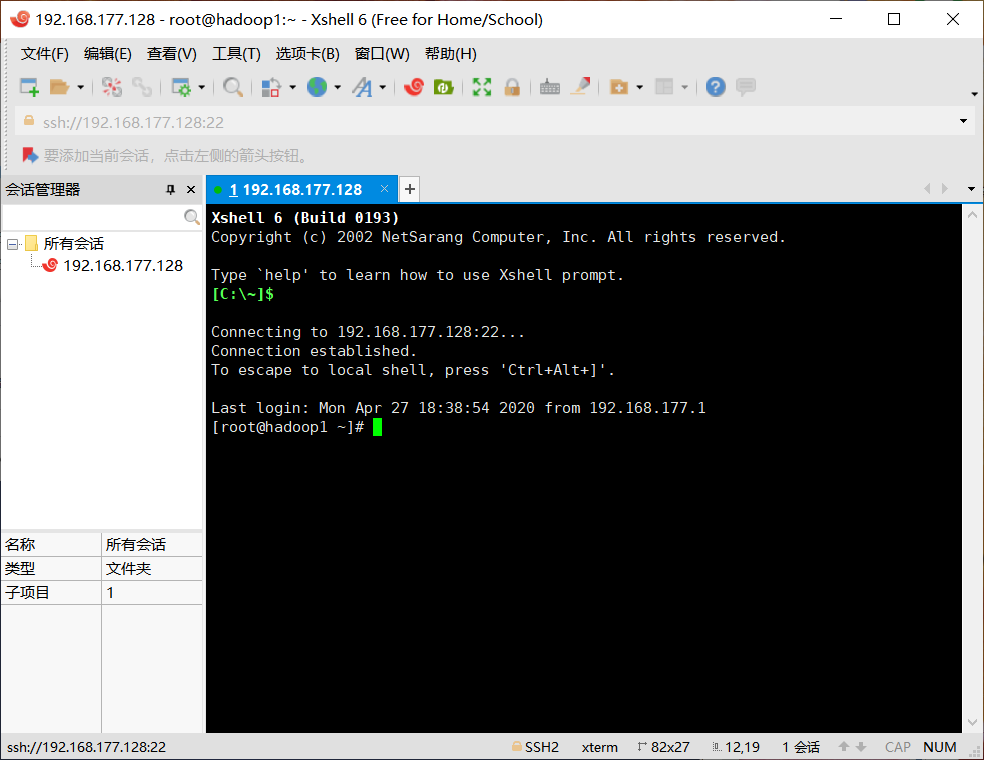 192.168.177.128 - root@hadoop1:~ - Xshell 6 (Free for Home/School)
文件(F) 编辑(E) 查看(V) 工具(T) 选项卡(B) 窗口(W) 帮助(H)
ssh://192.168.177.128:22
要添加当前会话，点击左侧的箭头按钮。
会话管理器
1 192.168.177.128
所有会话
192.168.177.128
名称 所有会话
类型 文件夹
子项目 1
Xshell 6 (Build 0193)
Copyright (c) 2002 NetSarang Computer, Inc. All rights reserved.
Type `help' to learn how to use Xshell prompt.
[C:\~]$
Connecting to 192.168.177.128:22...
Connection established.
To escape to local shell, press 'Ctrl+Alt+]'.
Last login: Mon Apr 27 18:38:54 2020 from 192.168.177.1
[root@hadoop1 ~]#
ssh://192.168.177.128:22 SSH2 xterm 82x27 12,19 1 会话 CAP NUM